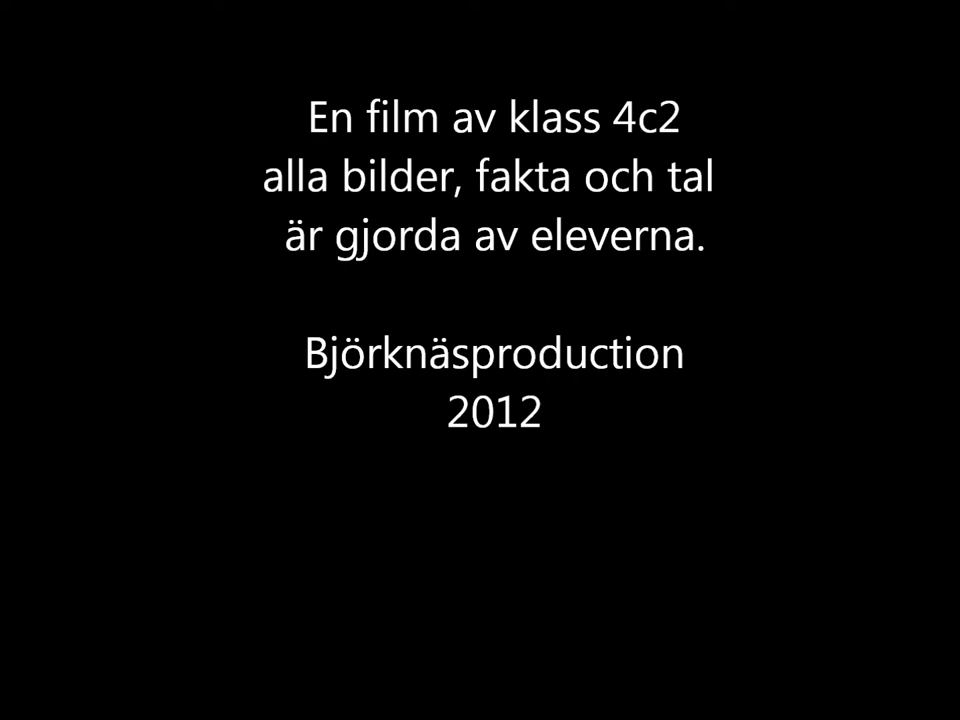 En film av klass 4c2
alla bilder, fakta och tal
är gjorda av eleverna.
Björknäsproduction
2012